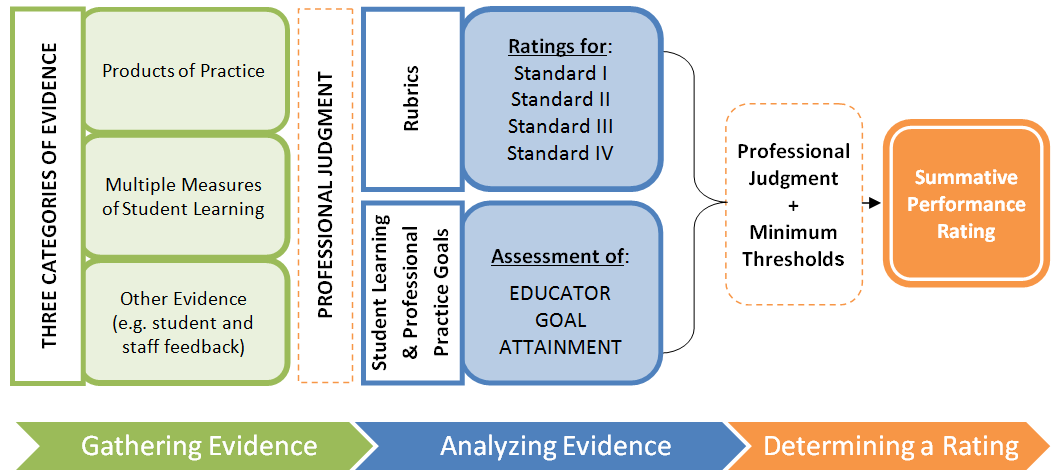 THREE CATEGORIES OF EVIDENCE
Products of Practice
Multiple Measures
of Student Learning
Other Evidence
(e.g. student and
staff feedback)
PROFESSIONAL JUDGMENT
Rubrics
Ratings for:
Standard I
Standard II
Standard III
Standard IV
Student Learning
& Professional
Practice Goals
Assessment of:
EDUCATOR
GOAL
ATTAINMENT
Professional
Judgment
+
Minimum
Thresholds
Summative
Performance
Rating
Gathering Evidence
Analyzing Evidence
Determining a Rating